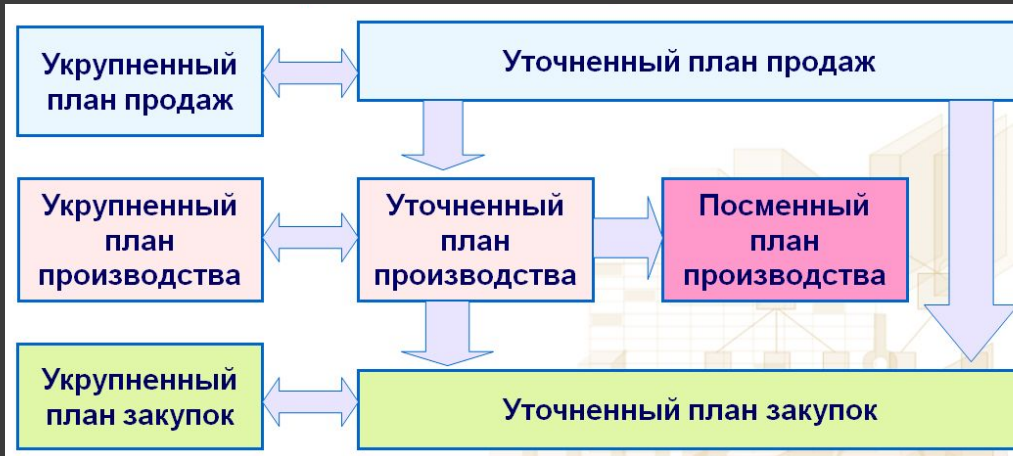 Укрупненный
план продаж
Уточненный план продаж
Укрупненный
план
производства
Уточненный
план
производства
Посменный
план
производства
Укрупненный
план закупок
Уточненный план закупок